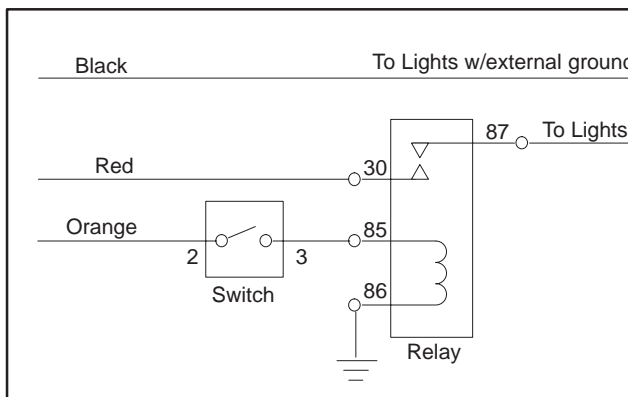 Black
To Lights w/external ground
87
To Lights
Red
30
Orange
85
2
3
Switch
86
Relay